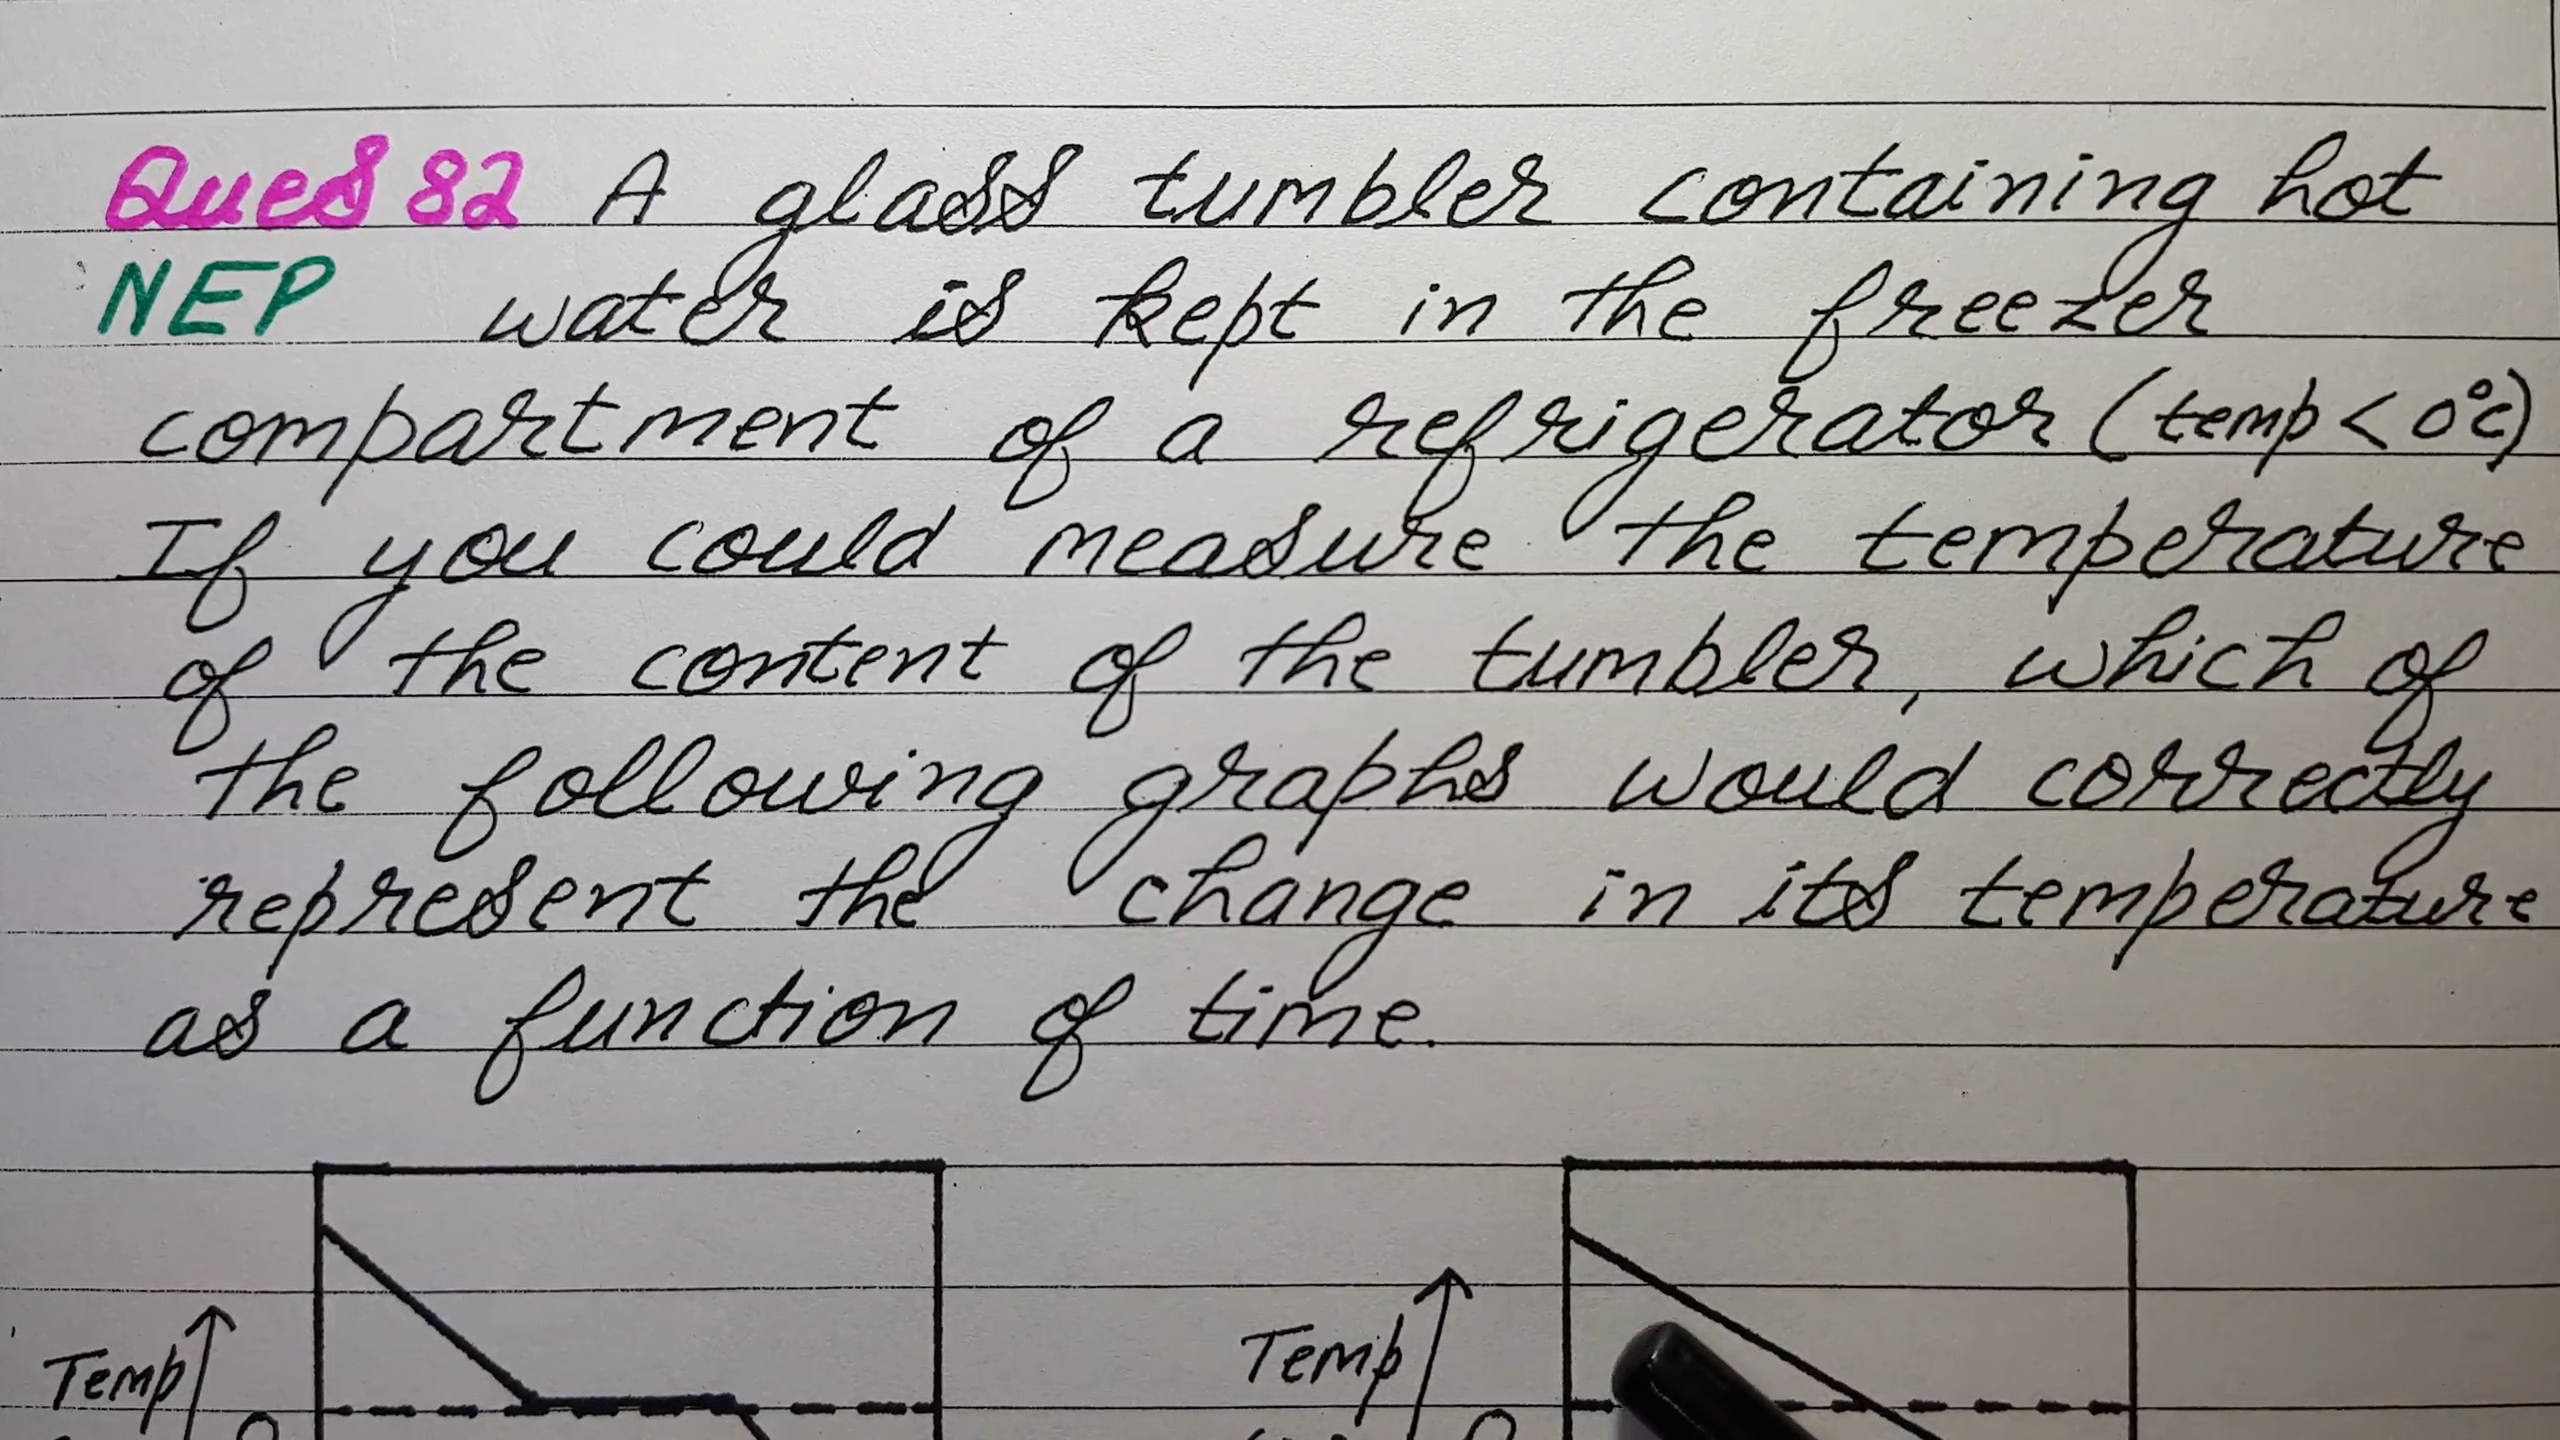 Ques 82 A glass tumbler containing hot
NEP water is kept in the freezer
compartment of a refrigerator (temp < 0°C)
If you could measure the temperature
of the content of the tumbler, which of
the following graphs would correctly
represent the change in its temperature
as a function of time.
Temp
Temp
0
0